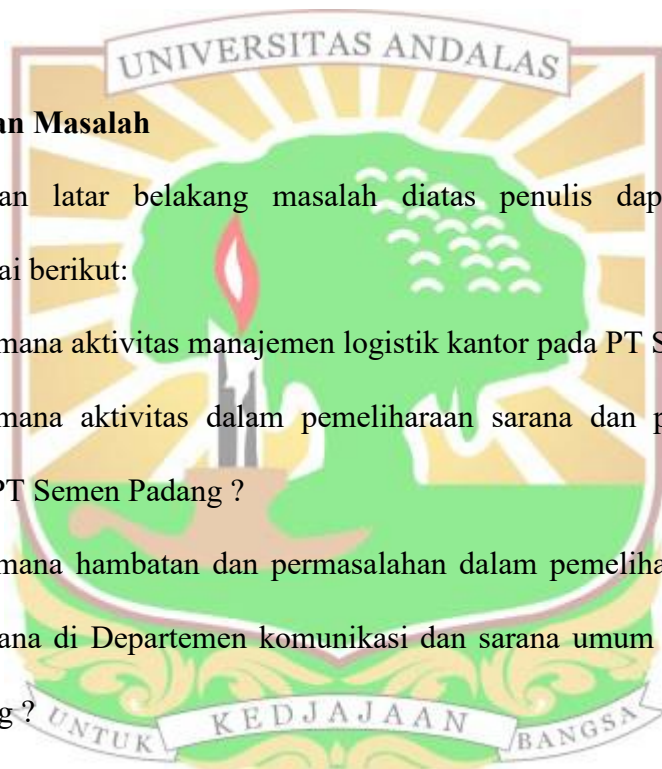 UNIVERSITAS ANDALAS
an Masalah
an latar belakang masalah diatas penulis dap
ai berikut:
mana aktivitas manajemen logistik kantor pada PT S
mana aktivitas dalam pemeliharaan sarana dan p
PT Semen Padang ?
mana hambatan dan permasalahan dalam pemeliha
ana di Departemen komunikasi dan sarana umum
g ?
UNTUK KEDJAJAAN BANGSA